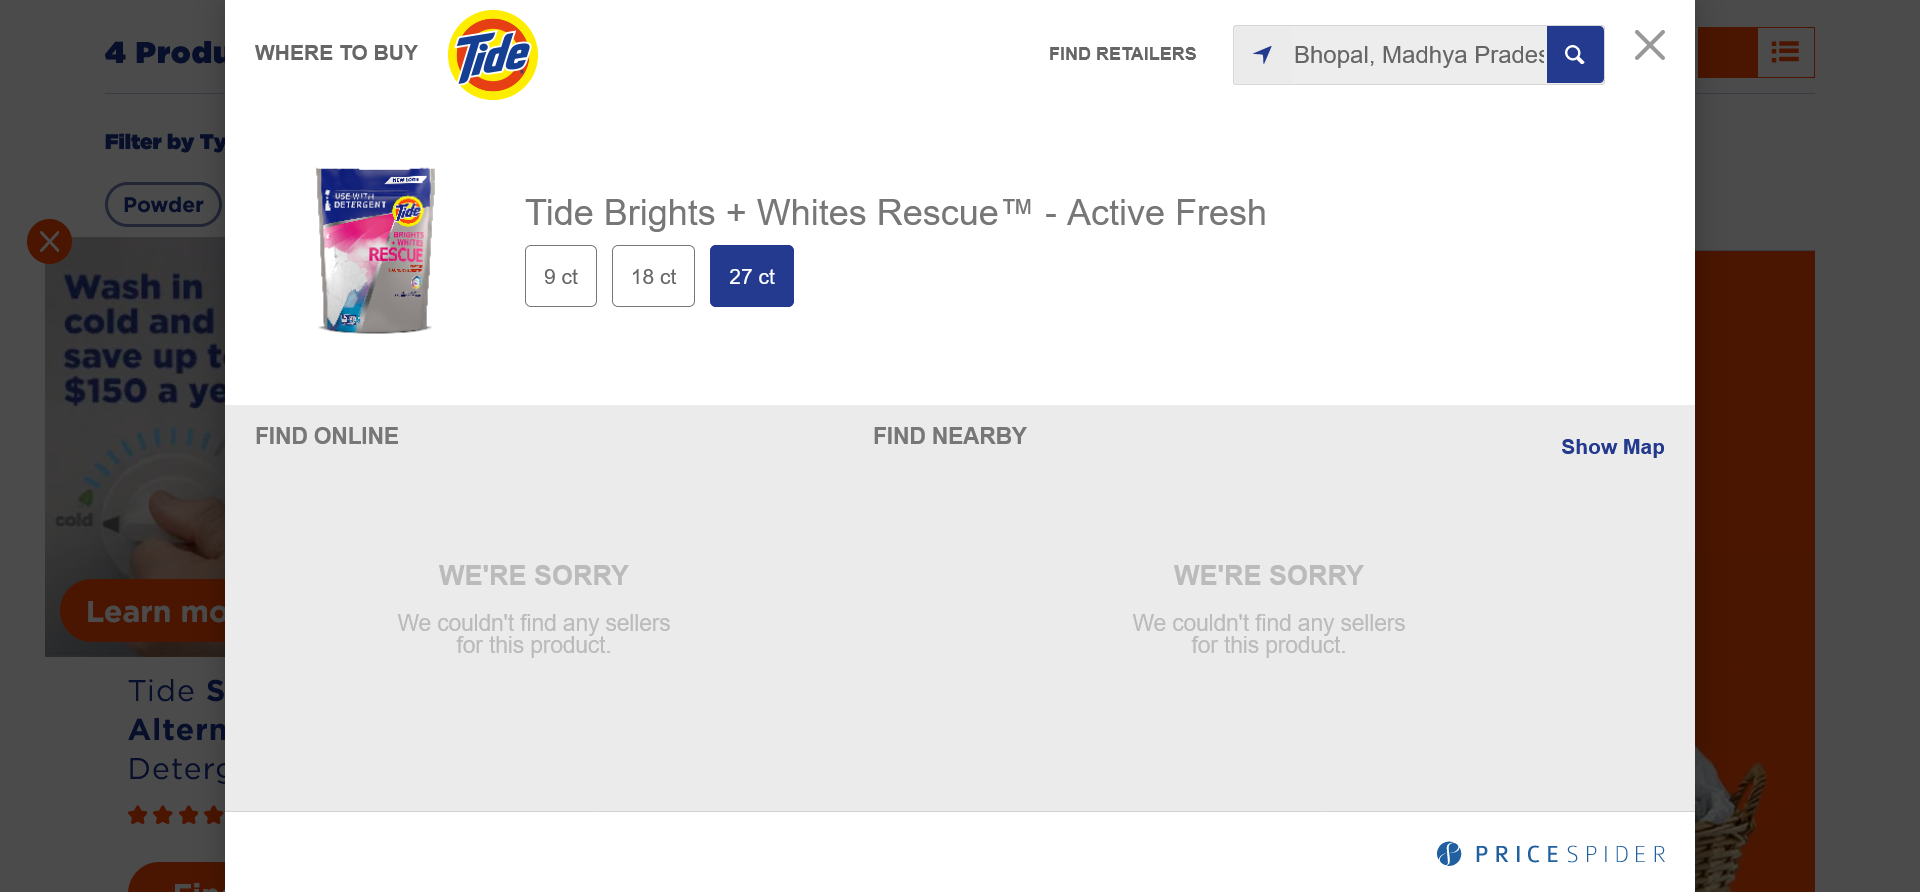 4 Produ
WHERE TO BUY
Tide
FIND RETAILERS
Bhopal, Madhya Prades
Filter by Ty
Powder
NEW LOOK
USE WITH
DETERGENT
Tide
BRIGHTS
+ WHITES
RESCUE
Tide Brights + Whites Rescue™ - Active Fresh
9 ct
18 ct
27 ct
Wash in
cold and
save up t
$150 a ye
cold
Learn mo
FIND ONLINE
FIND NEARBY
Show Map
WE'RE SORRY
We couldn't find any sellers
for this product.
WE'RE SORRY
We couldn't find any sellers
for this product.
Tide S
Altern
Deterg
Fin
PRICESPIDER